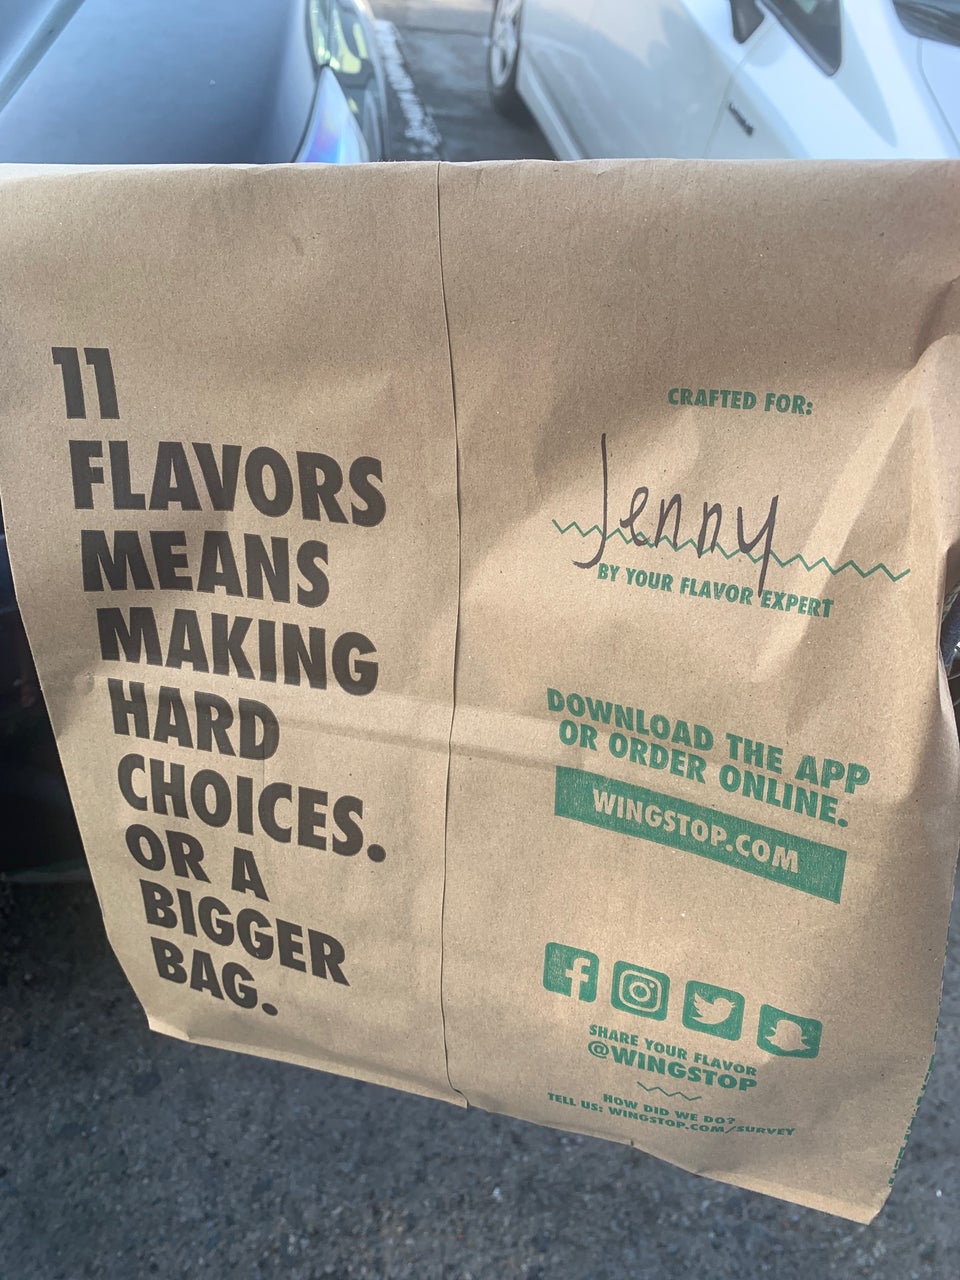 11
FLAVORS
MEANS
MAKING
HARD
CHOICES.
OR A
BIGGER
BAG.
CRAFTED FOR:
Jenny
BY YOUR FLAVOR EXPERT
DOWNLOAD THE APP
OR ORDER ONLINE.
WINGSTOP.COM
SHARE YOUR FLAVOR
@WINGSTOP
HOW DID WE DO?
TELL US: WINGSTOP.COM/SURVEY